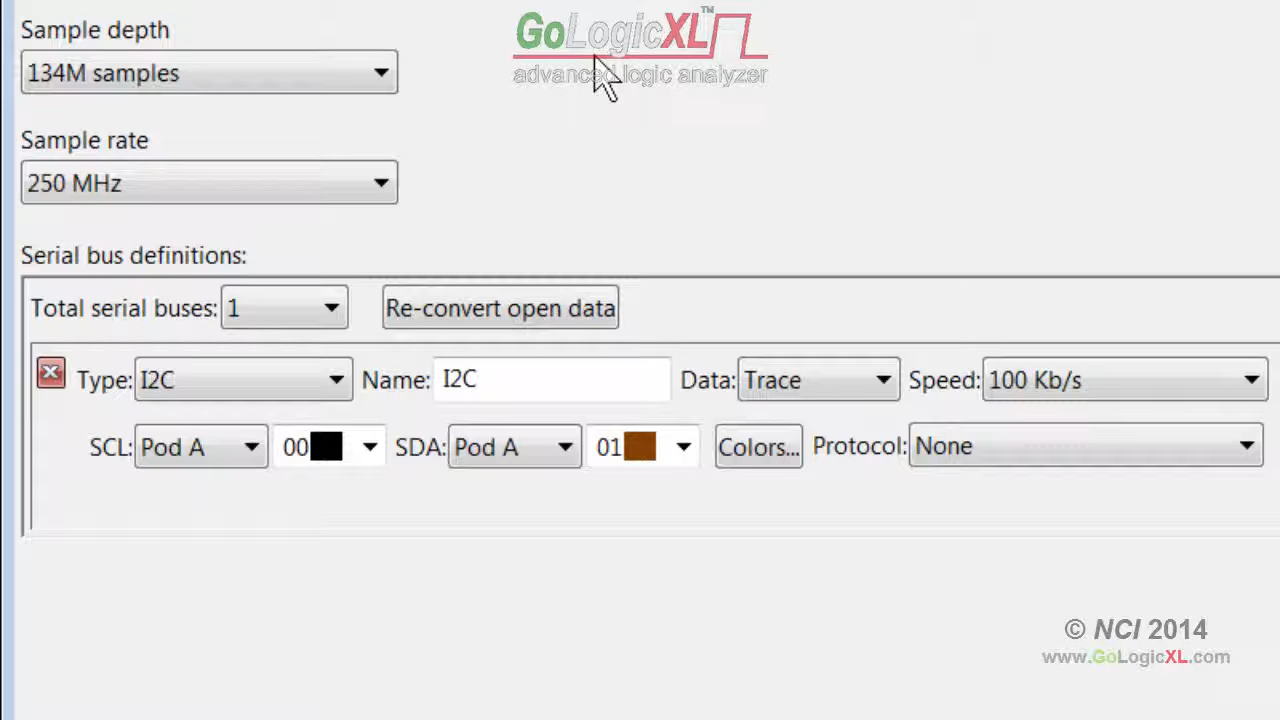 GoLogicXL™
advanced logic analyzer
Sample depth
134M samples
Sample rate
250 MHz
Serial bus definitions:
Total serial buses: 1 Re-convert open data
Type: I2C Name: I2C Data: Trace Speed: 100 Kb/s
SCL: Pod A 00 SDA: Pod A 01 Colors... Protocol: None
© NCI 2014
www.GoLogicXL.com